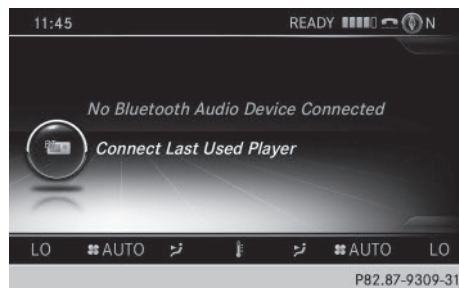 11:45 READY N
No Bluetooth Audio Device Connected
Connect Last Used Player
LO AUTO AUTO LO
P82.87-9309-31